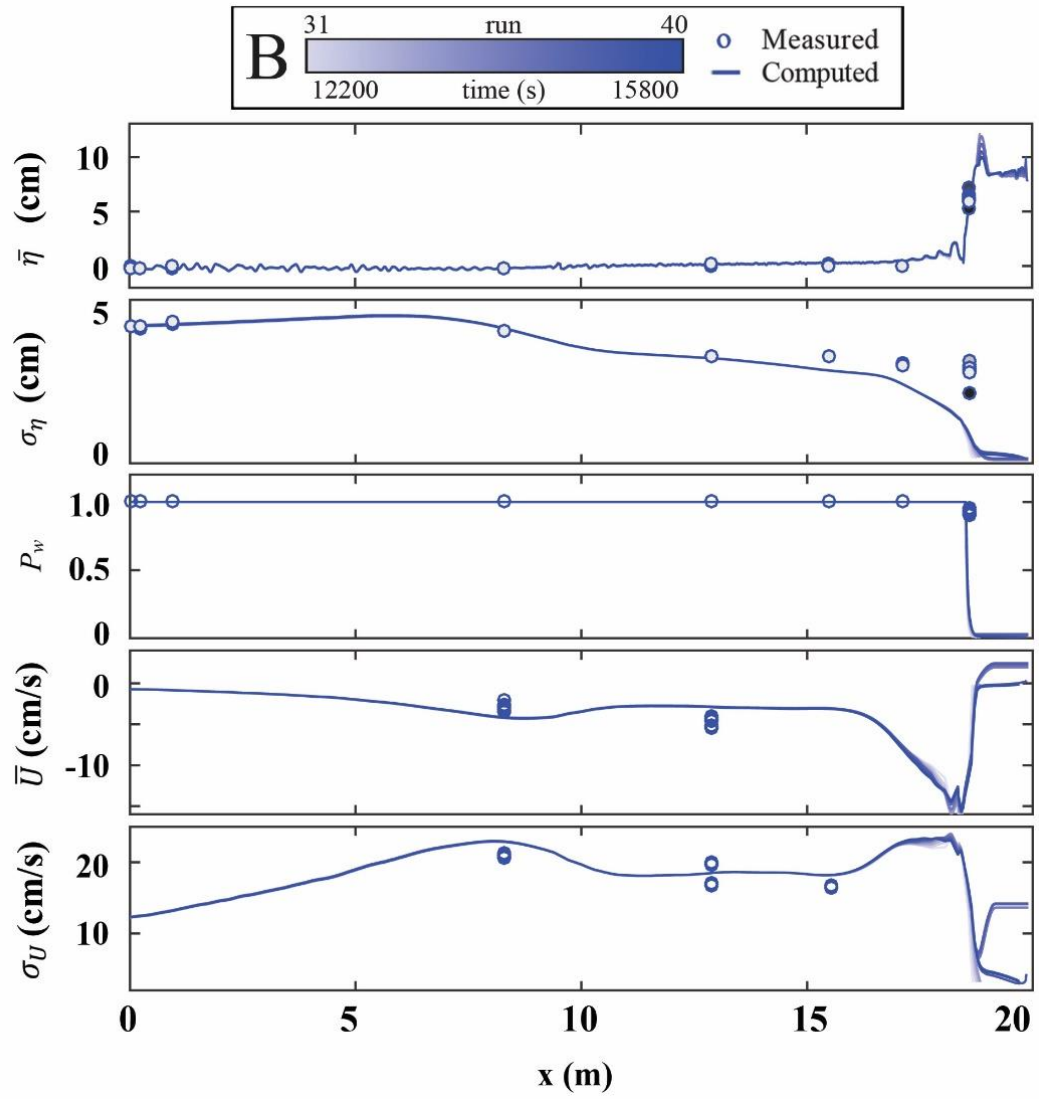 B
31 run 40
12200 time (s) 15800
Measured
Computed
η̄ (cm)
10
5
0
σ_η (cm)
5
0
P_w
1.0
0.5
0
U̅ (cm/s)
0
-10
σ_U (cm/s)
20
10
0 5 10 15 20
x (m)